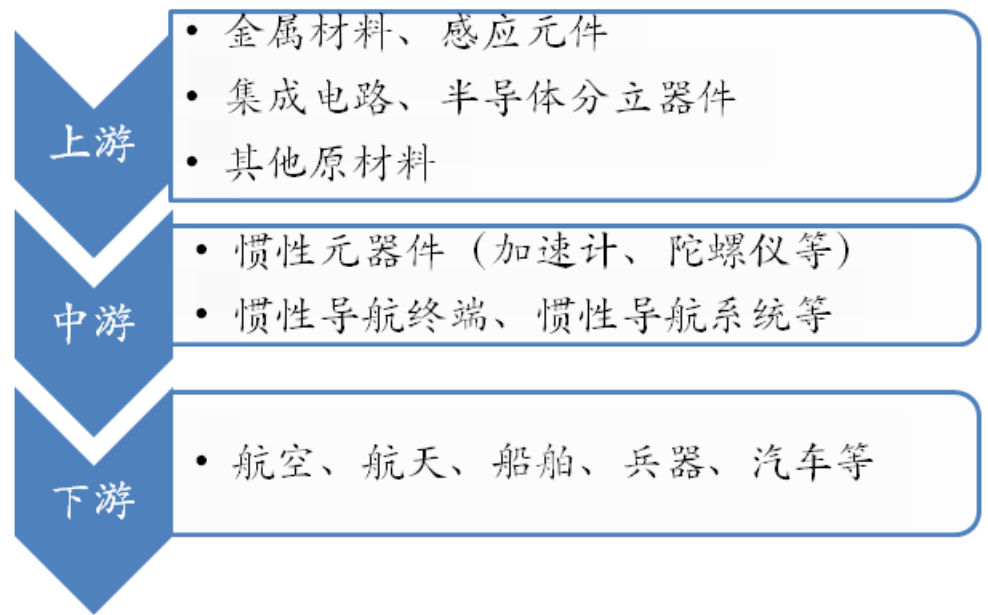 上游
• 金属材料、感应元件
• 集成电路、半导体分立器件
• 其他原材料
中游
• 惯性元器件（加速计、陀螺仪等）
• 惯性导航终端、惯性导航系统等
下游
• 航空、航天、船舶、兵器、汽车等